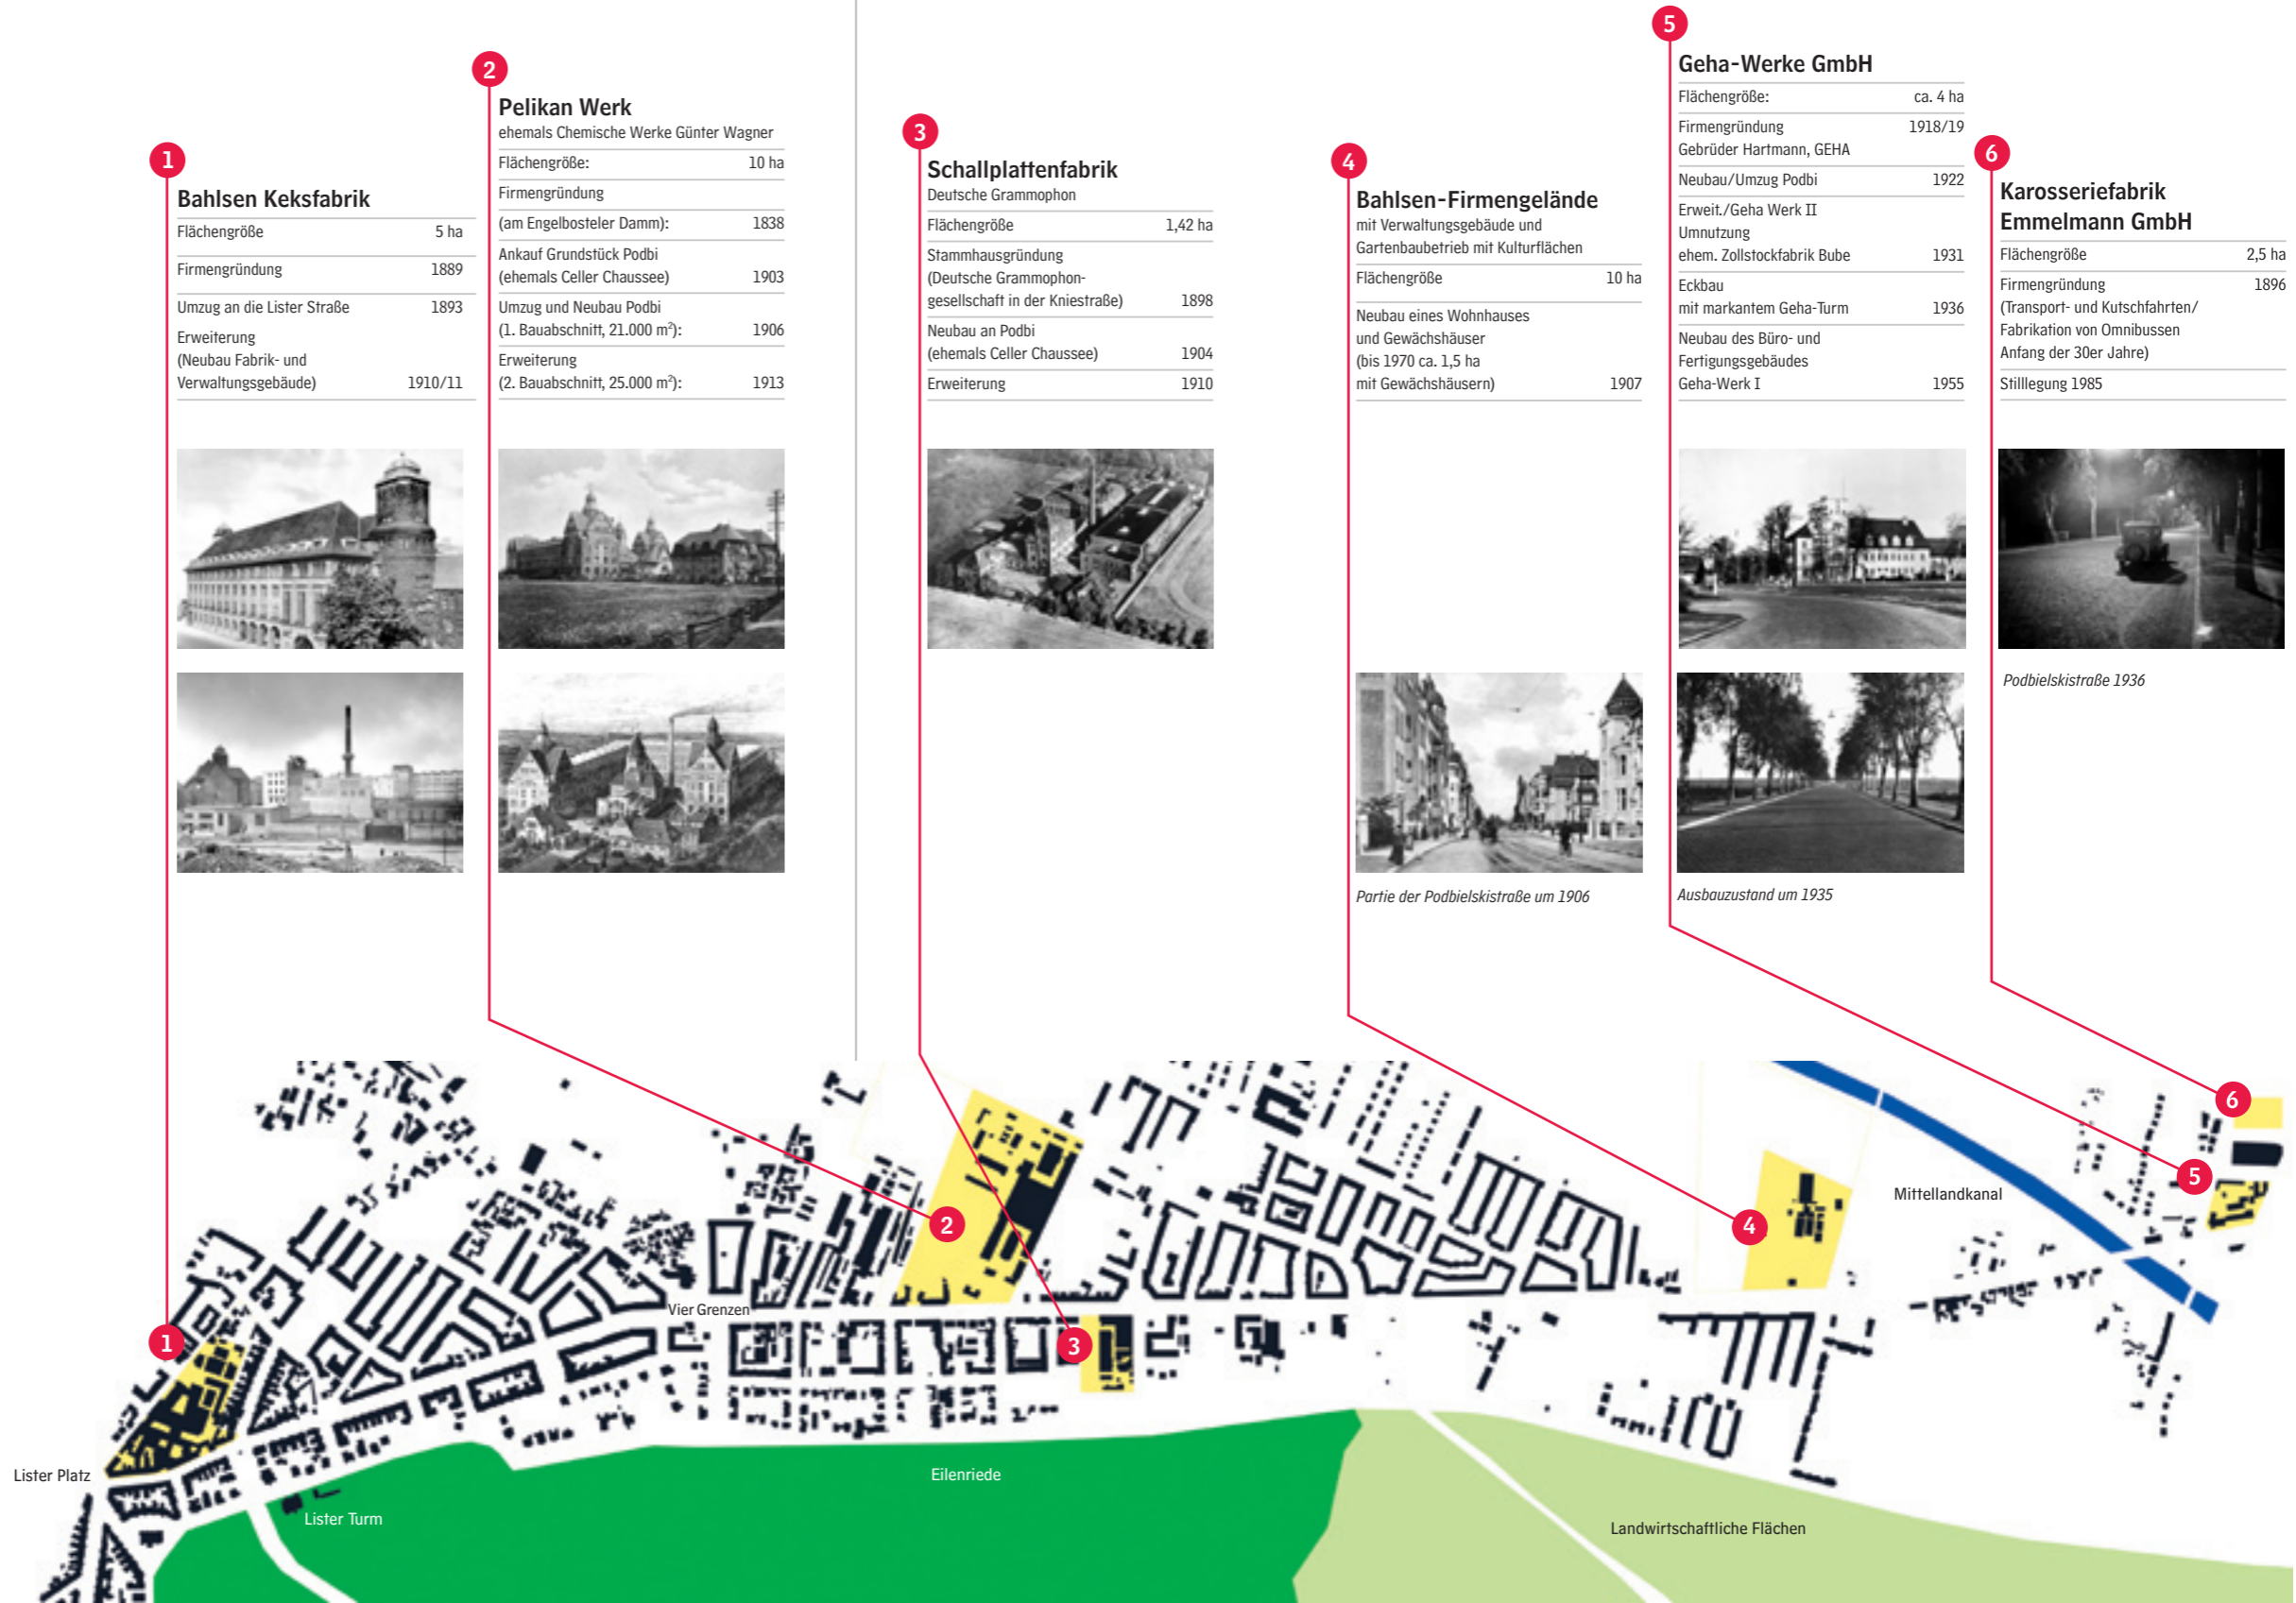 1
Bahlsen Keksfabrik
Flächengröße 5 ha
Firmengründung 1889
Umzug an die Lister Straße 1893
Erweiterung
(Neubau Fabrik- und
Verwaltungsgebäude) 1910/11
2
Pelikan Werk
ehemals Chemische Werke Günter Wagner
Flächengröße: 10 ha
Firmengründung
(am Engelbosteler Damm): 1838
Ankauf Grundstück Podbi
(ehemals Celler Chaussee) 1903
Umzug und Neubau Podbi
(1. Bauabschnitt, 21.000 m²): 1906
Erweiterung
(2. Bauabschnitt, 25.000 m²): 1913
3
Schallplattenfabrik
Deutsche Grammophon
Flächengröße 1,42 ha
Stammhausgründung
(Deutsche Grammophon-
gesellschaft in der Kniestraße) 1898
Neubau an Podbi
(ehemals Celler Chaussee) 1904
Erweiterung 1910
4
Bahlsen-Firmengelände
mit Verwaltungsgebäude und
Gartenbaubetrieb mit Kulturflächen
Flächengröße 10 ha
Neubau eines Wohnhauses
und Gewächshäuser
(bis 1970 ca. 1,5 ha
mit Gewächshäusern) 1907
Partie der Podbielskistraße um 1906
5
Geha-Werke GmbH
Flächengröße: ca. 4 ha
Firmengründung 1918/19
Gebrüder Hartmann, GEHA
Neubau/Umzug Podbi 1922
Erweit./Geha Werk II
Umnutzung
ehem. Zollstockfabrik Bube 1931
Eckbau
mit markantem Geha-Turm 1936
Neubau des Büro- und
Fertigungsgebäudes
Geha-Werk I 1955
Ausbauzustand um 1935
6
Karosseriefabrik
Emmelmann GmbH
Flächengröße 2,5 ha
Firmengründung 1896
(Transport- und Kutschfahrten/
Fabrikation von Omnibussen
Anfang der 30er Jahre)
Stilllegung 1985
Podbielskistraße 1936
6
5
Mittellandkanal
2
4
Vier Grenzen
1
3
Lister Platz
Eilenriede
Lister Turm
Landwirtschaftliche Flächen